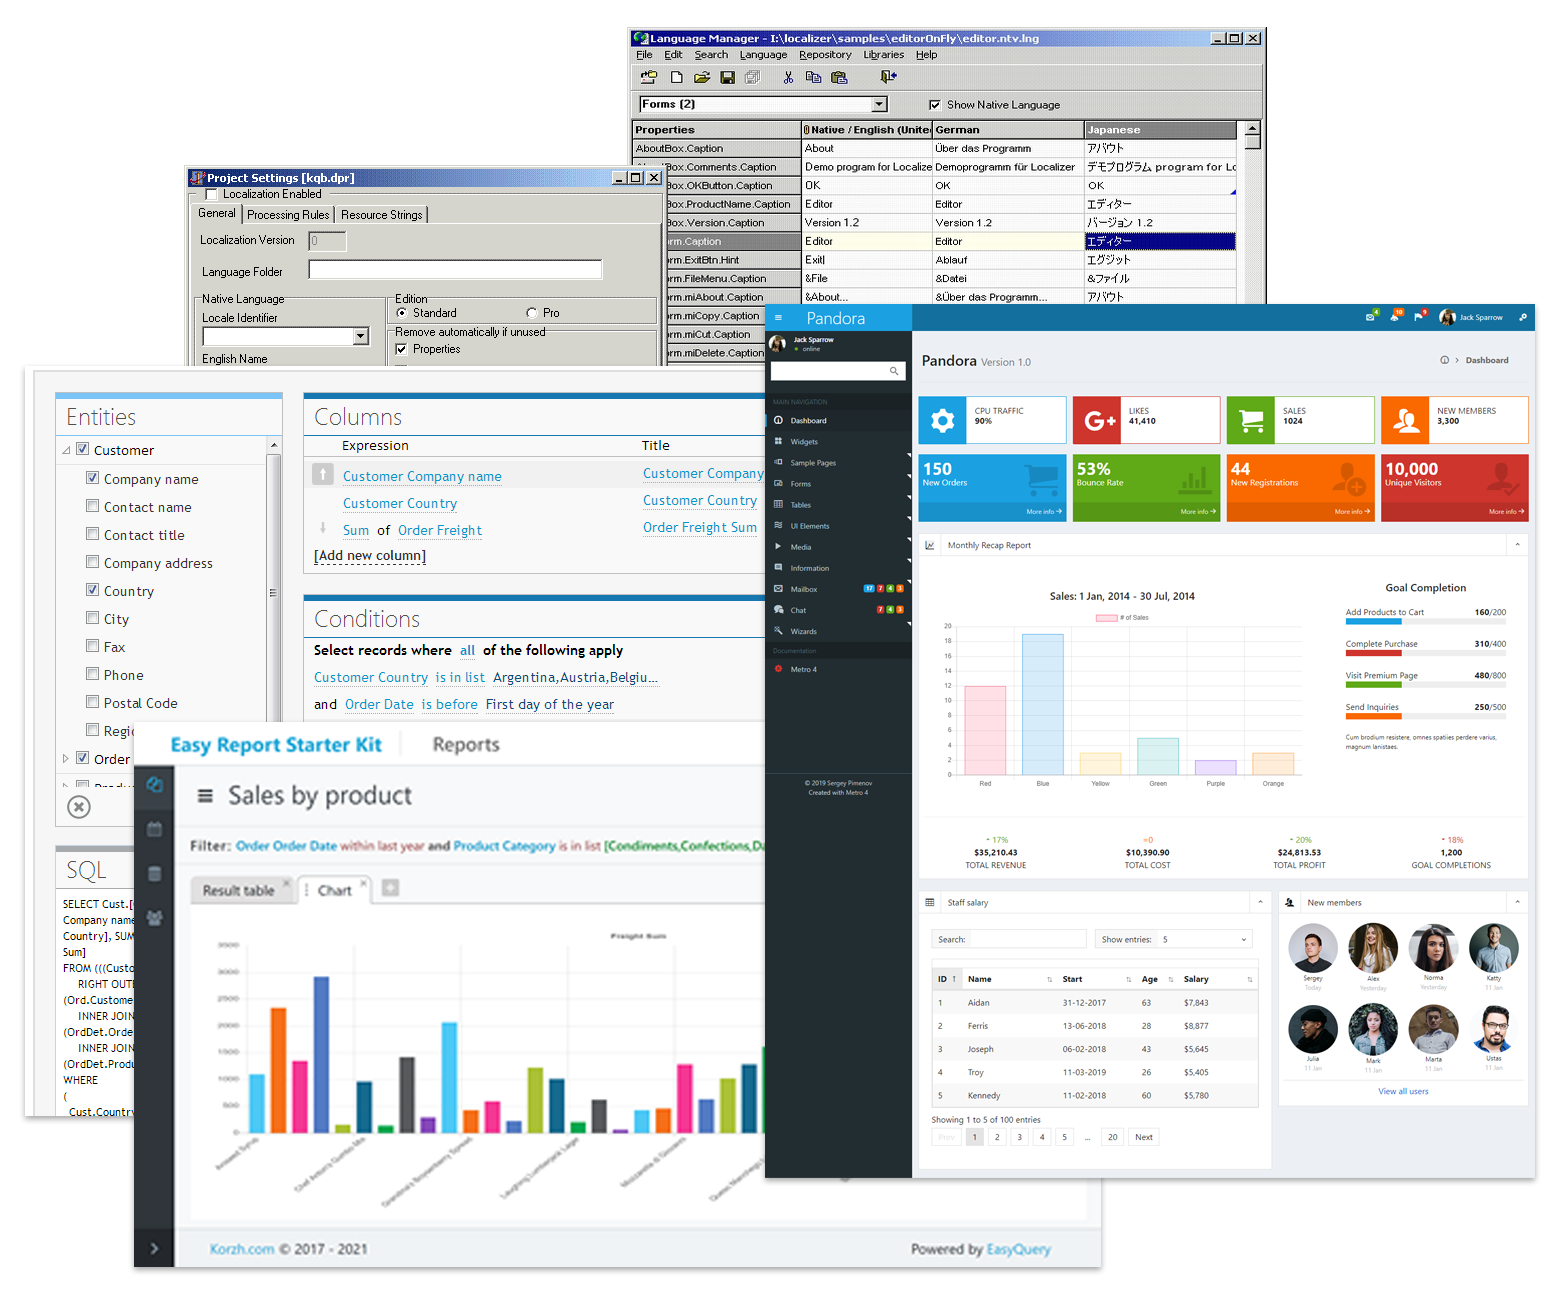 Language Manager - I:\localizer\samples\editorOnFly\editor.ntv.lng
File Edit Search Language Repository Libraries Help
Forms (2)
Show Native Language
Properties Native / English (Unite German Japanese
AboutBox.Caption About Über das Programm アバウト
Box.Comments.Caption Demo program for Localize Demoprogramm für Localizer デモプログラム program for Lo
Box.OKButton.Caption OK OK OK
Box.ProductName.Caption Editor Editor エディター
Box.Version.Caption Version 1.2 Version 1.2 バージョン 1.2
rm.Caption Editor Editor エディター
rm.ExitBtn.Hint Exit Ablauf エグジット
rm.FileMenu.Caption &File &Datei &ファイル
rm.miAbout.Caption &About... &Über das Programm... アバウト
rm.miCopy.Caption
rm.miCut.Caption
rm.miDelete.Caption
Project Settings [kqb.dpr]
Localization Enabled
General Processing Rules Resource Strings
Localization Version 0
Language Folder
Native Language
Locale Identifier
English Name
Edition
Standard Pro
Remove automatically if unused
Properties
Entities
Customer
Company name
Contact name
Contact title
Company address
Country
City
Fax
Phone
Postal Code
Regio
Order
Columns
Expression Title
Customer Company name Customer Company
Customer Country Customer Country
Sum of Order Freight Order Freight Sum
[Add new column]
Conditions
Select records where all of the following apply
Customer Country is in list Argentina,Austria,Belgiu...
and Order Date is before First day of the year
SQL
SELECT Cust.[
Company name
Country], SUM
Sum]
FROM (((Custo
RIGHT OUTE
(Ord.Custome
INNER JOIN
(OrdDet.Orde
INNER JOIN
(OrdDet.Produ
WHERE
(
Cust.Country
Easy Report Starter Kit Reports
Sales by product
Filter: Order Order Date within last year and Product Category is in list [Condiments,Confections,Da
Result table Chart
Freight Sum
3500
3000
2500
2000
1500
1000
500
0
Aniseed Syrup
Chef Anton's Gumbo Mix
Grandma's Boysenberry Spread
Laughing Lumberjack Lager
Korzh.com © 2017 - 2021
Powered by EasyQuery
Pandora
4 10 9 Jack Sparrow
Jack Sparrow
online
MAIN NAVIGATION
Dashboard
Widgets
Sample Pages
Forms
Tables
UI Elements
Media
Information
Mailbox 17 7 4 3
Chat 7 4 3
Wizards
Documentation
Metro 4
© 2019 Sergey Pimenov
Created with Metro 4
Pandora Version 1.0
Dashboard
CPU TRAFFIC
90%
G+
LIKES
41,410
SALES
1024
NEW MEMBERS
3,300
150
New Orders
More info
53%
Bounce Rate
More info
44
New Registrations
More info
10,000
Unique Visitors
More info
Monthly Recap Report
Sales: 1 Jan, 2014 - 30 Jul, 2014
# of Sales
20
18
16
14
12
10
8
6
4
2
0
Red Blue Yellow Green Purple Orange
Goal Completion
Add Products to Cart 160/200
Complete Purchase 310/400
Visit Premium Page 480/800
Send Inquiries 250/500
Cum brodium resistere, omnes spatiies perdere varius,
magnum lanistaes.
17%
$35,210.43
TOTAL REVENUE
0
$10,390.90
TOTAL COST
20%
$24,813.53
TOTAL PROFIT
18%
1,200
GOAL COMPLETIONS
Staff salary
Search: Show entries: 5
ID Name Start Age Salary
1 Aidan 31-12-2017 63 $7,843
2 Ferris 13-06-2018 28 $8,877
3 Joseph 06-02-2018 43 $5,645
4 Troy 11-03-2019 26 $5,405
5 Kennedy 11-02-2018 60 $5,780
Showing 1 to 5 of 100 entries
Prev 1 2 3 4 5 ... 20 Next
New members
Sergey Alex Norma Katty
Today Yesterday Yesterday 11 Jan
Julia Mark Marta Ustas
11 Jan 11 Jan 11 Jan 11 Jan
View all users